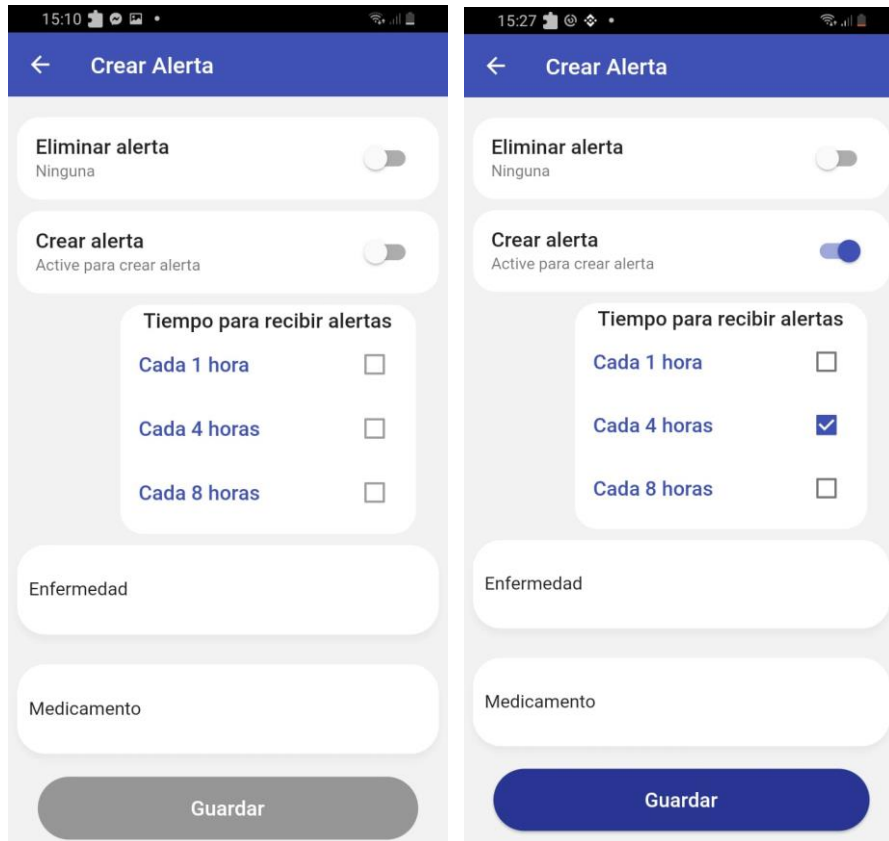 15:10
Crear Alerta
Eliminar alerta
Ninguna
Crear alerta
Active para crear alerta
Tiempo para recibir alertas
Cada 1 hora
Cada 4 horas
Cada 8 horas
Enfermedad
Medicamento
Guardar
15:27
Crear Alerta
Eliminar alerta
Ninguna
Crear alerta
Active para crear alerta
Tiempo para recibir alertas
Cada 1 hora
Cada 4 horas
Cada 8 horas
Enfermedad
Medicamento
Guardar